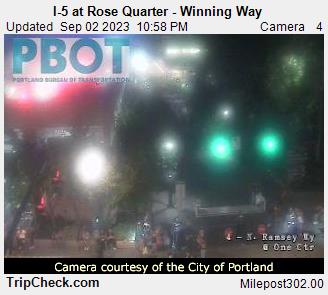 I-5 at Rose Quarter - Winning Way
Updated Sep 02 2023 10:58 PM Camera 4
PBOT
PORTLAND BUREAU OF TRANSPORTATION
4 - N. Ramsey Wy
@ One Ctr
Camera courtesy of the City of Portland
TripCheck.com Milepost302.00